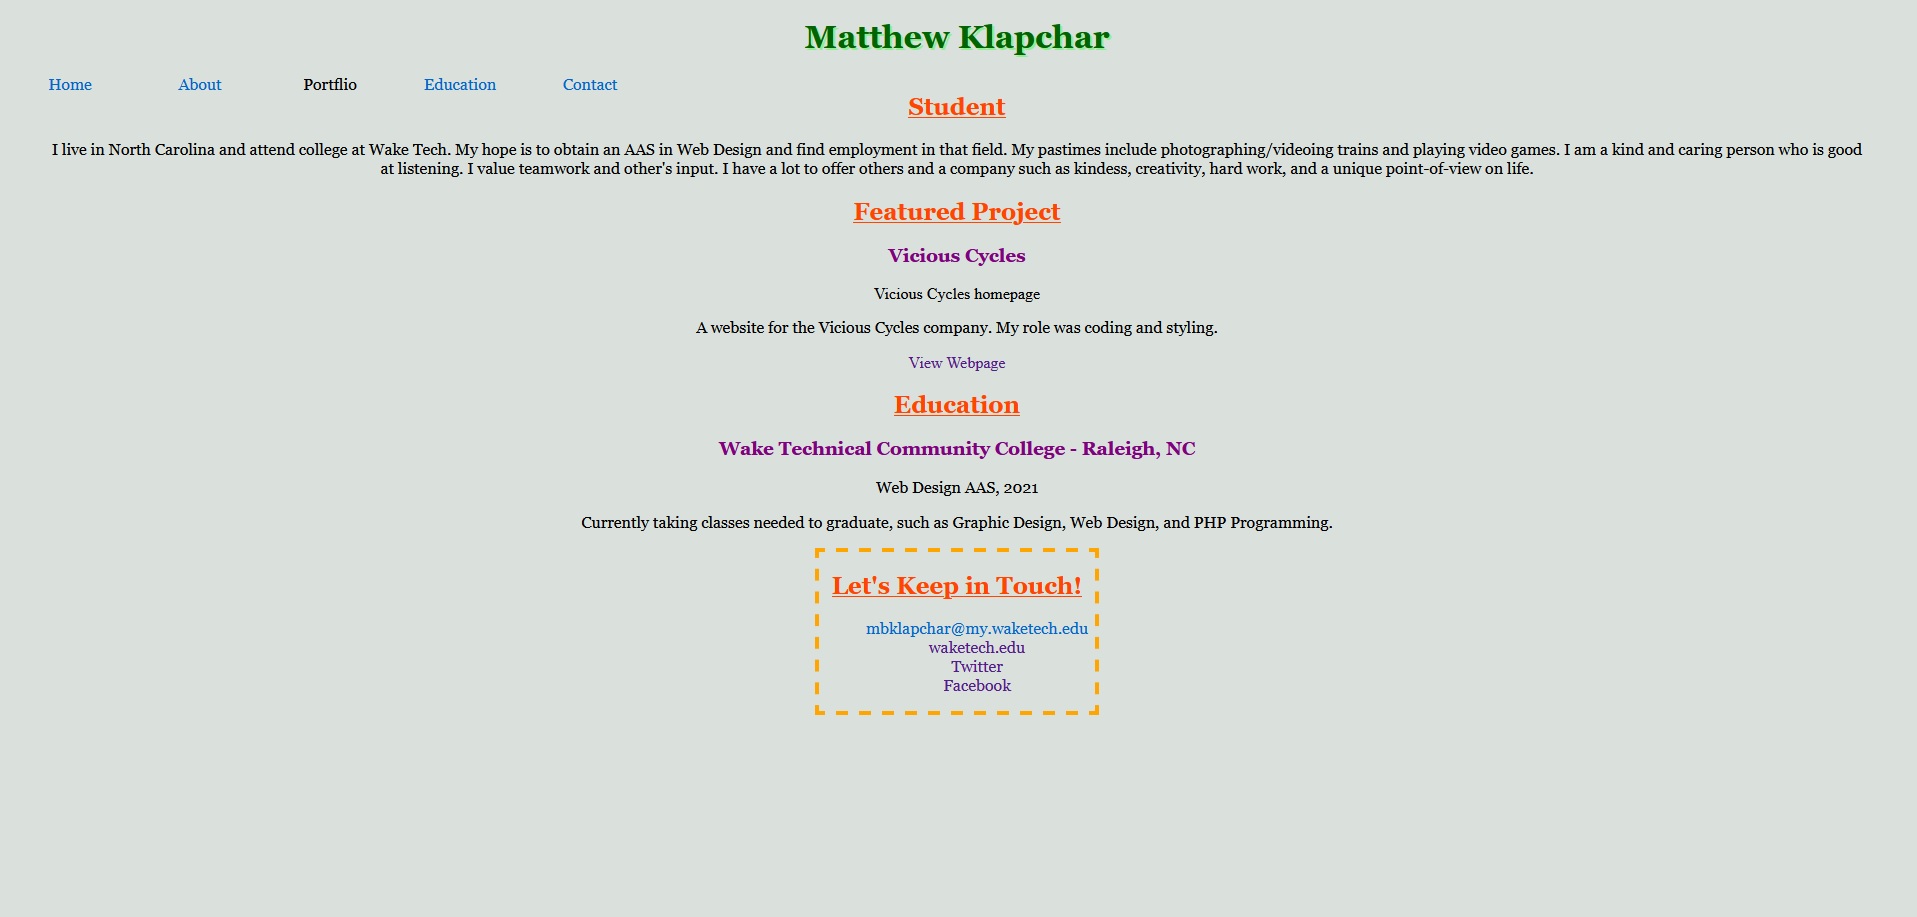 Matthew Klapchar
Home About Portflio Education Contact
Student
I live in North Carolina and attend college at Wake Tech. My hope is to obtain an AAS in Web Design and find employment in that field. My pastimes include photographing/videoing trains and playing video games. I am a kind and caring person who is good
at listening. I value teamwork and other's input. I have a lot to offer others and a company such as kindess, creativity, hard work, and a unique point-of-view on life.
Featured Project
Vicious Cycles
Vicious Cycles homepage
A website for the Vicious Cycles company. My role was coding and styling.
View Webpage
Education
Wake Technical Community College - Raleigh, NC
Web Design AAS, 2021
Currently taking classes needed to graduate, such as Graphic Design, Web Design, and PHP Programming.
Let's Keep in Touch!
mbklapchar@my.waketech.edu
waketech.edu
Twitter
Facebook